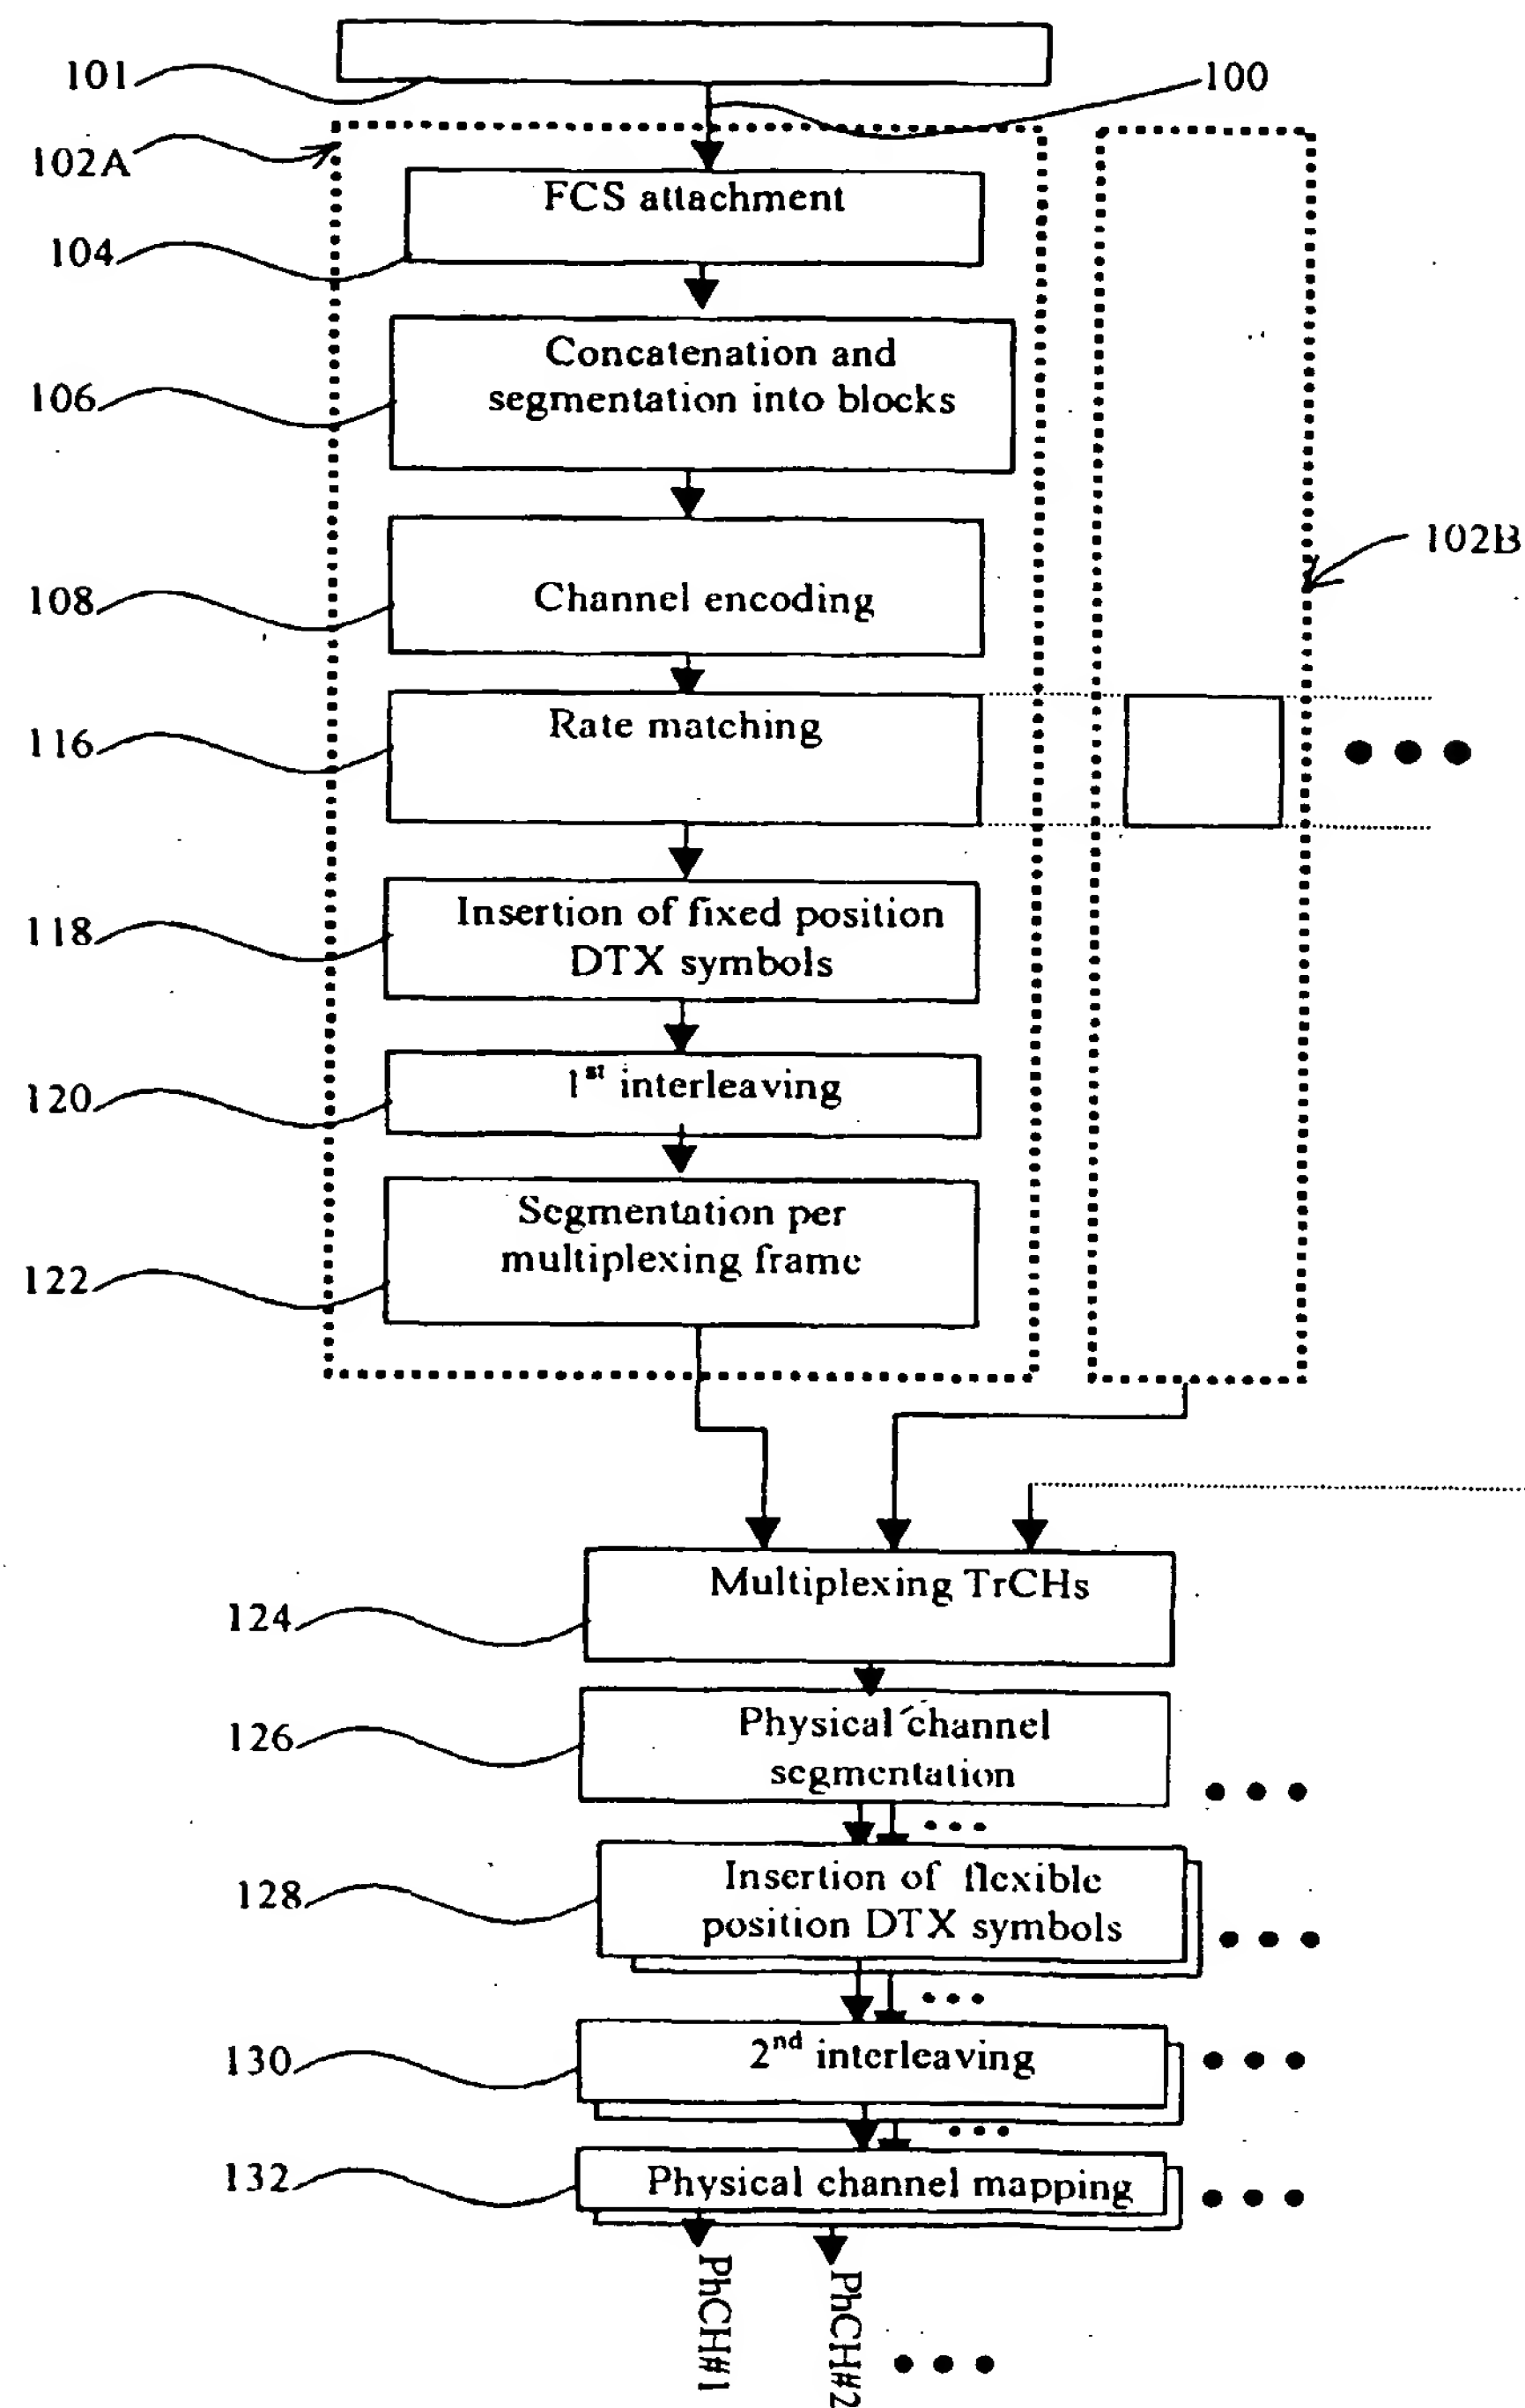 101
100
102A
FCS attachment
104
Concatenation and
segmentation into blocks
106
102B
108
Channel encoding
116
Rate matching
118
Insertion of fixed position
DTX symbols
120
1st interleaving
122
Segmentation per
multiplexing frame
124
Multiplexing TrCHs
126
Physical channel
segmentation
128
Insertion of flexible
position DTX symbols
130
2nd interleaving
132
Physical channel mapping
PhCH#1
PhCH#2